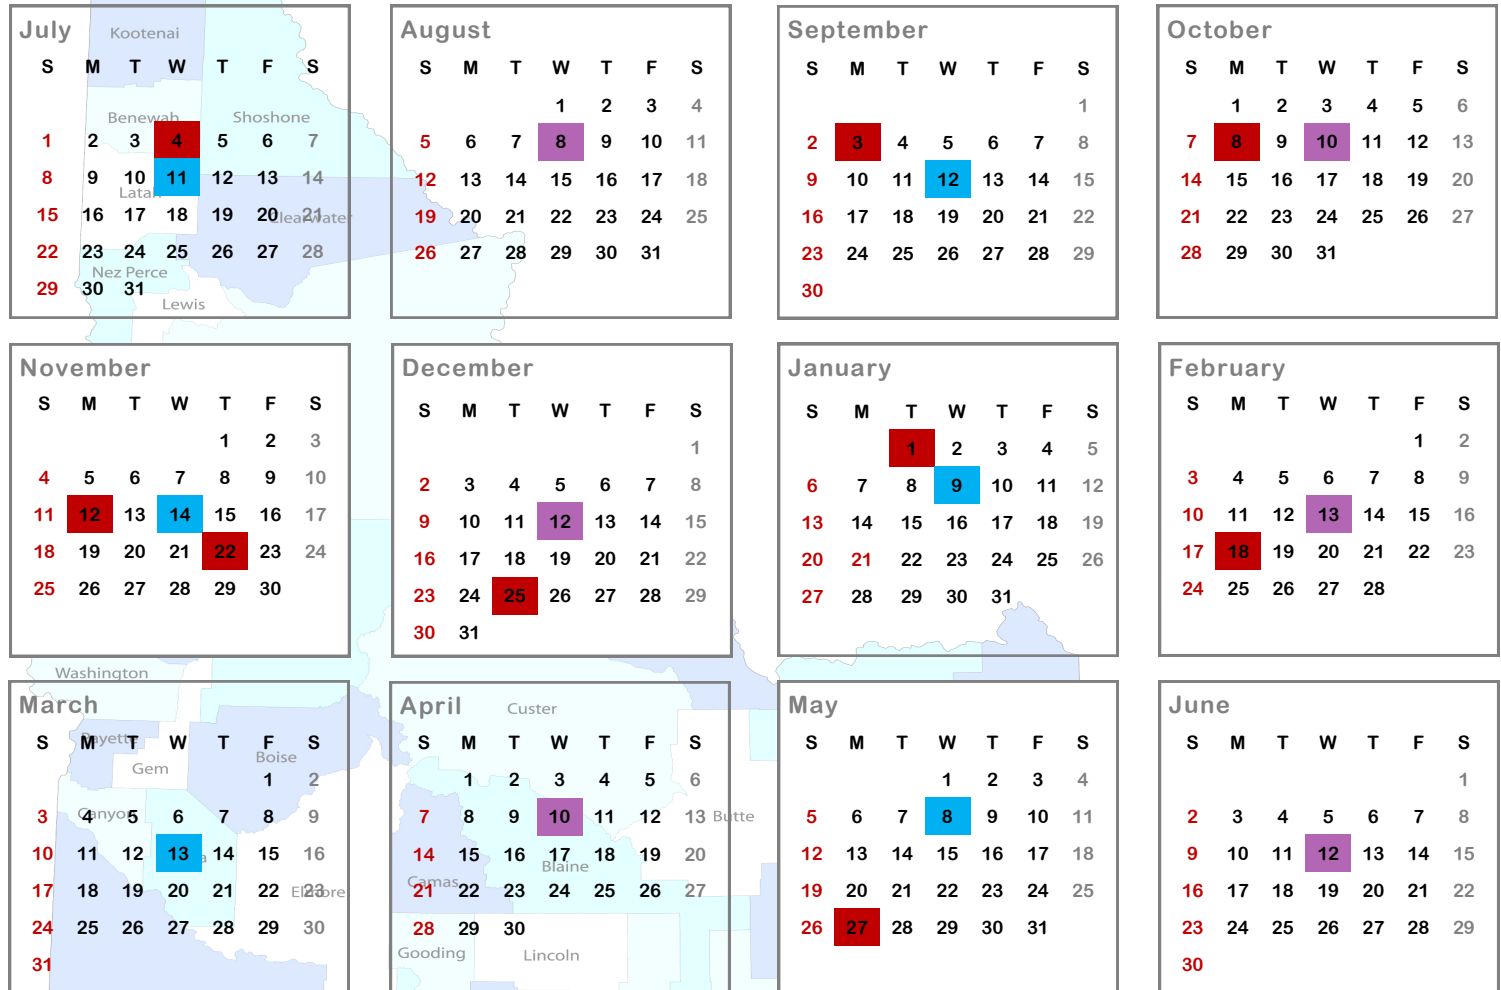 July
S M T W T F S
1 2 3 4 5 6 7
8 9 10 11 12 13 14
15 16 17 18 19 20 21
22 23 24 25 26 27 28
29 30 31
Kootenai
Benewah
Shoshone
Latah
Clearwater
Nez Perce
Lewis
August
S M T W T F S
1 2 3 4
5 6 7 8 9 10 11
12 13 14 15 16 17 18
19 20 21 22 23 24 25
26 27 28 29 30 31
September
S M T W T F S
1
2 3 4 5 6 7 8
9 10 11 12 13 14 15
16 17 18 19 20 21 22
23 24 25 26 27 28 29
30
October
S M T W T F S
1 2 3 4 5 6
7 8 9 10 11 12 13
14 15 16 17 18 19 20
21 22 23 24 25 26 27
28 29 30 31
November
S M T W T F S
1 2 3
4 5 6 7 8 9 10
11 12 13 14 15 16 17
18 19 20 21 22 23 24
25 26 27 28 29 30
December
S M T W T F S
1
2 3 4 5 6 7 8
9 10 11 12 13 14 15
16 17 18 19 20 21 22
23 24 25 26 27 28 29
30 31
January
S M T W T F S
1 2 3 4 5
6 7 8 9 10 11 12
13 14 15 16 17 18 19
20 21 22 23 24 25 26
27 28 29 30 31
February
S M T W T F S
1 2
3 4 5 6 7 8 9
10 11 12 13 14 15 16
17 18 19 20 21 22 23
24 25 26 27 28
Washington
March
S M T W T F S
1 2
3 4 5 6 7 8 9
10 11 12 13 14 15 16
17 18 19 20 21 22 23
24 25 26 27 28 29 30
31
Payette
Gem
Boise
Canyon
Elmore
April
S M T W T F S
1 2 3 4 5 6
7 8 9 10 11 12 13
14 15 16 17 18 19 20
21 22 23 24 25 26 27
28 29 30
Custer
Butte
Blaine
Camas
Gooding
Lincoln
May
S M T W T F S
1 2 3 4
5 6 7 8 9 10 11
12 13 14 15 16 17 18
19 20 21 22 23 24 25
26 27 28 29 30 31
June
S M T W T F S
1
2 3 4 5 6 7 8
9 10 11 12 13 14 15
16 17 18 19 20 21 22
23 24 25 26 27 28 29
30